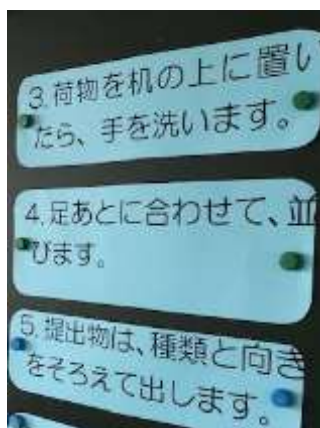 3.荷物を机の上に置い
たら、手を洗います。
4.足あとに合わせて、並
びます。
5.提出物は、種類と向き
をそろえて出します。